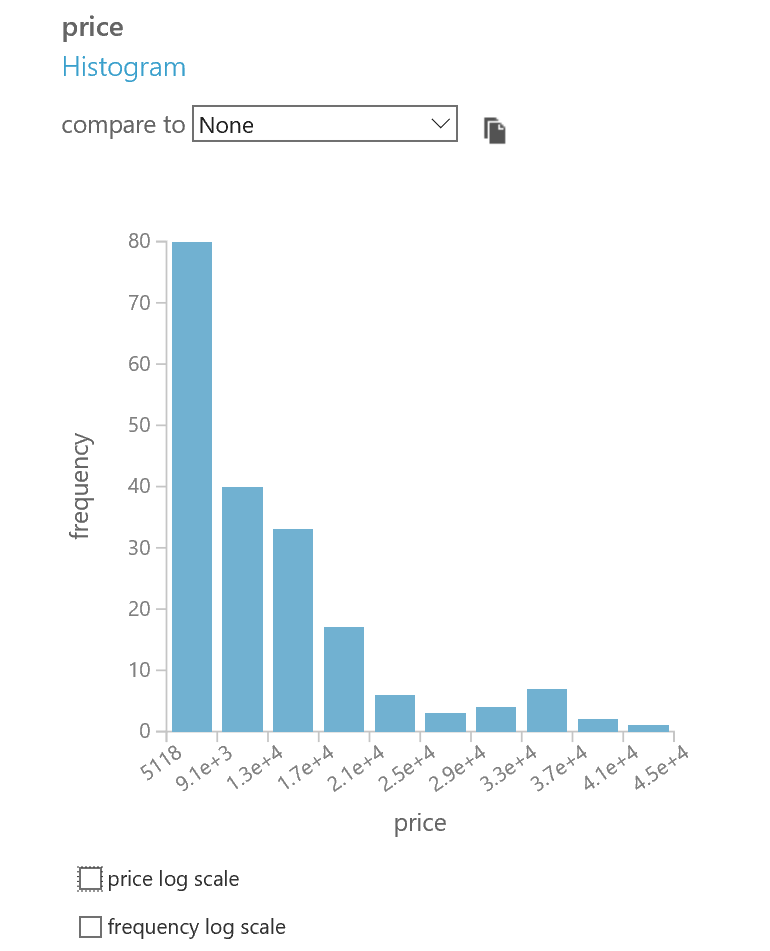 price
Histogram
compare to None
80
70
60
50
40
30
20
10
0
frequency
5118 9.1e+3 1.3e+4 1.7e+4 2.1e+4 2.5e+4 2.9e+4 3.3e+4 3.7e+4 4.1e+4 4.5e+4
price
price log scale
frequency log scale